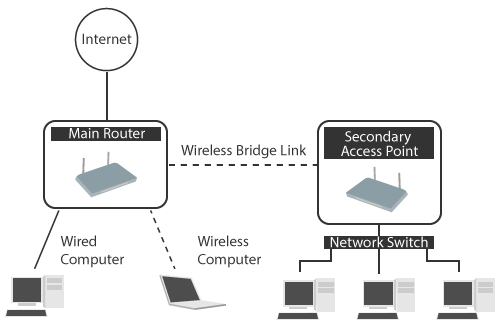 Internet
Main Router
Wireless Bridge Link
Secondary
Access Point
Wired
Computer
Wireless
Computer
Network Switch